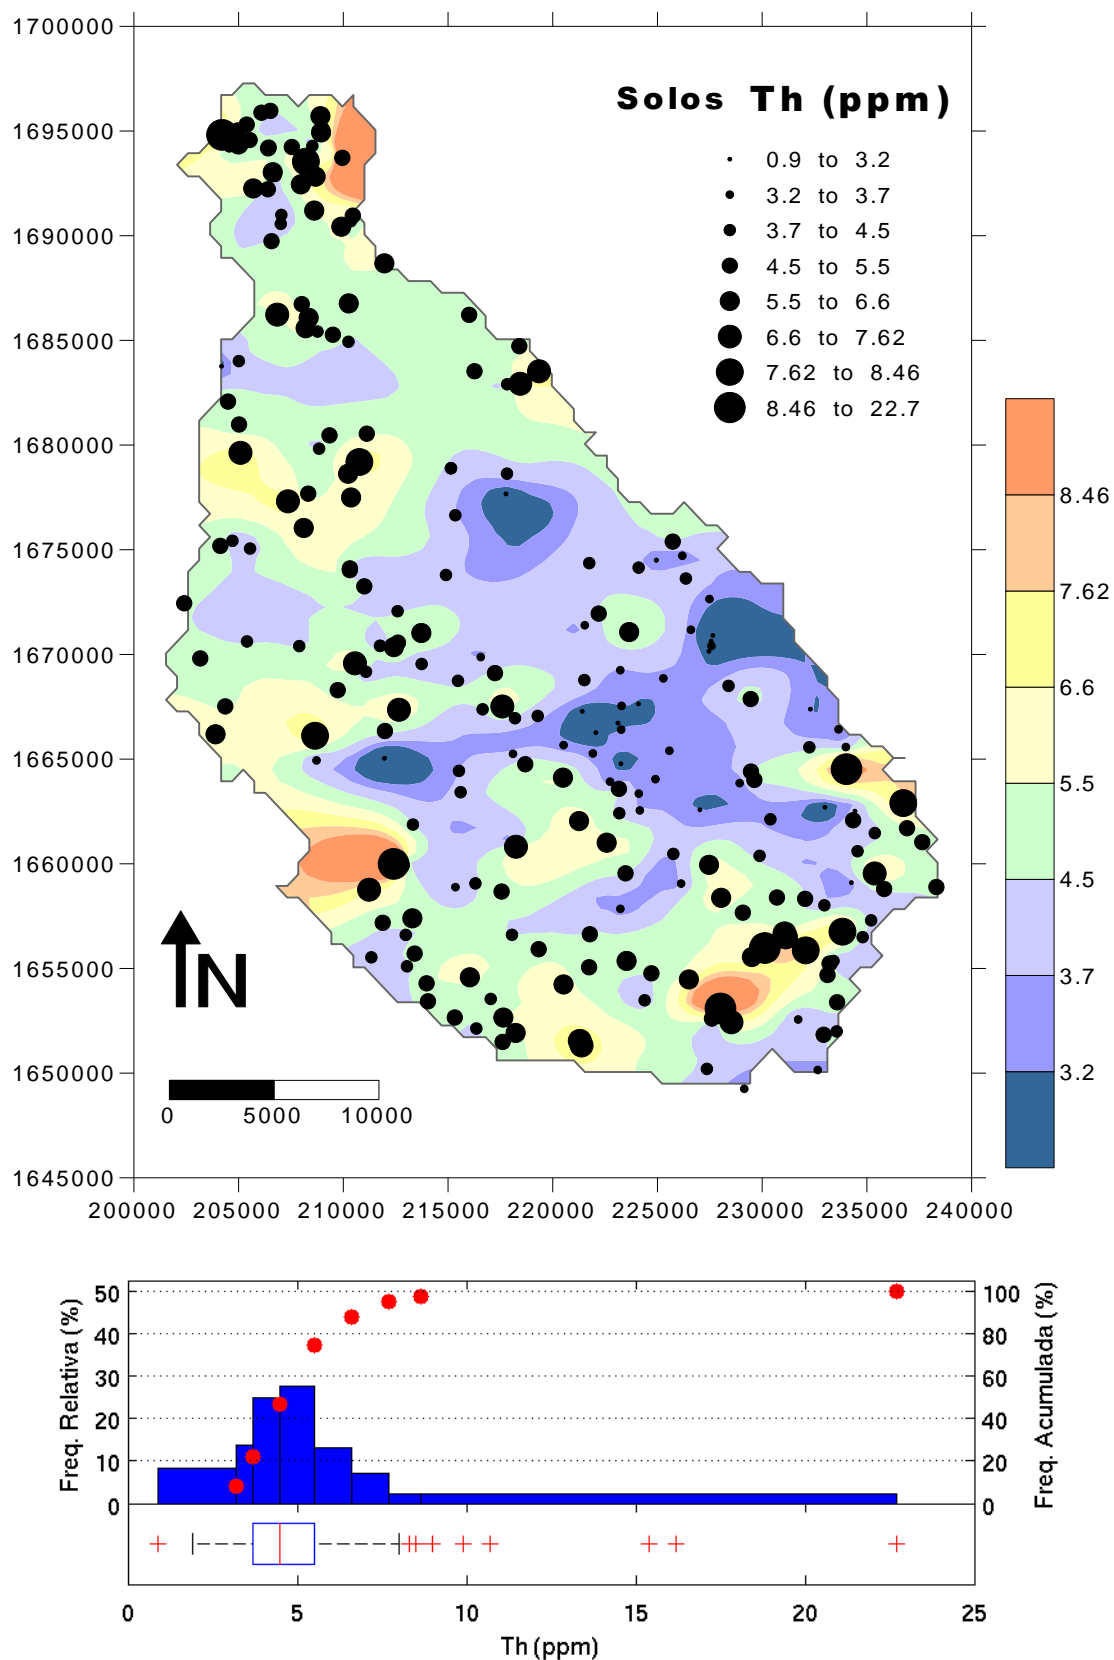 1700000
Solos Th (ppm)
1695000
0.9 to 3.2
3.2 to 3.7
1690000
3.7 to 4.5
4.5 to 5.5
5.5 to 6.6
1685000
6.6 to 7.62
7.62 to 8.46
8.46 to 22.7
1680000
8.46
1675000
7.62
1670000
6.6
1665000
5.5
1660000
4.5
N
1655000
3.7
1650000
3.2
0 5000 10000
1645000
200000 205000 210000 215000 220000 225000 230000 235000 240000
Freq. Relativa (%)
50
40
30
20
10
0
100
80
60
40
20
0
Freq. Acumulada (%)
0 5 10 15 20 25
Th (ppm)